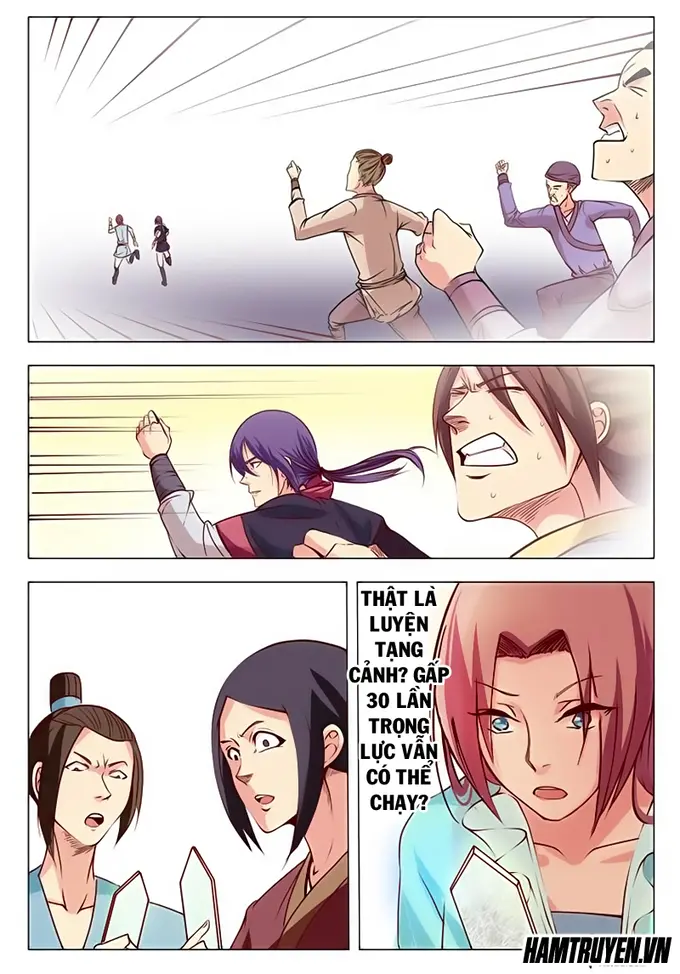 THẬT LÀ
LUYỆN
TẠNG
CẢNH? GẤP
30 LẦN
TRỌNG
LỰC VẪN
CÓ THỂ
CHẠY?
HAMTRUYEN.VN